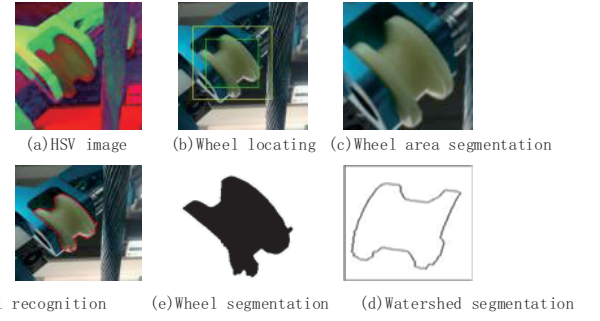 (a)HSV image (b)Wheel locating (c)Wheel area segmentation
recognition (e)Wheel segmentation (d)Watershed segmentation